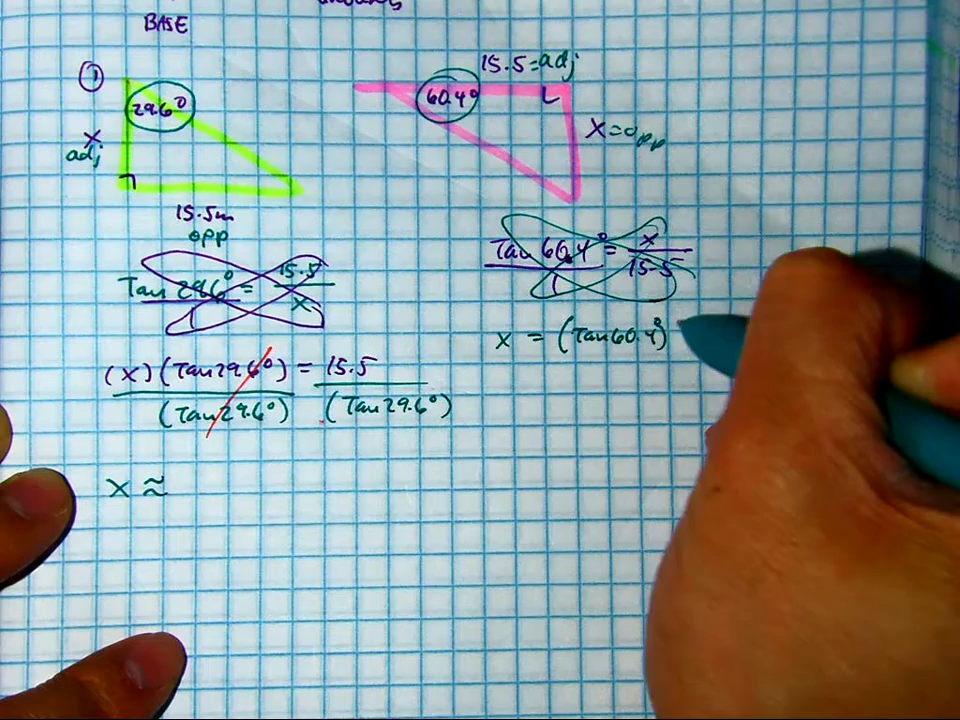 BASE
①
29.6°
x
adj
15.5m
opp
Tan 29.6° = 15.5
x
(x)(Tan 29.6°) = 15.5
(Tan 29.6°) (Tan 29.6°)
x ≈
15.5=adj
60.4°
x=opp
Tan 60.4° = x
15.5
x = (Tan 60.4°)